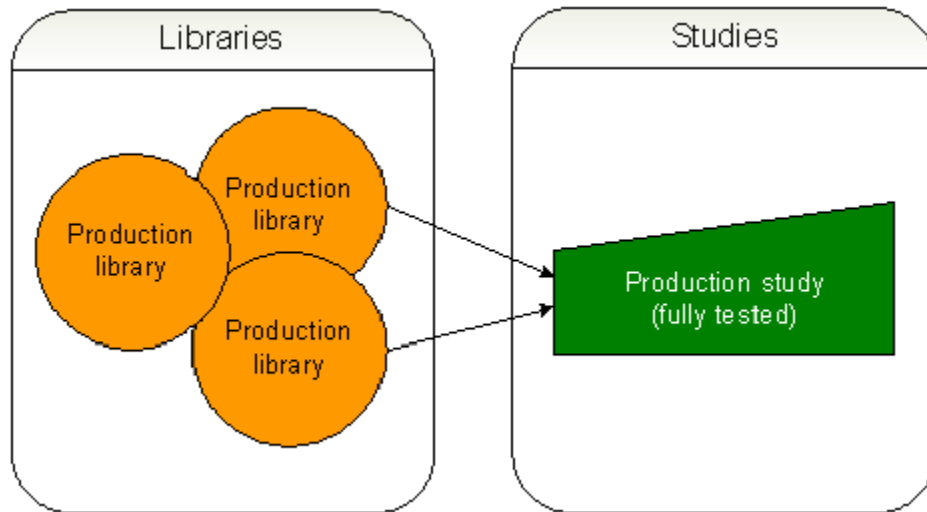 Libraries
Production
library
Production
library
Production
library
Studies
Production study
(fully tested)